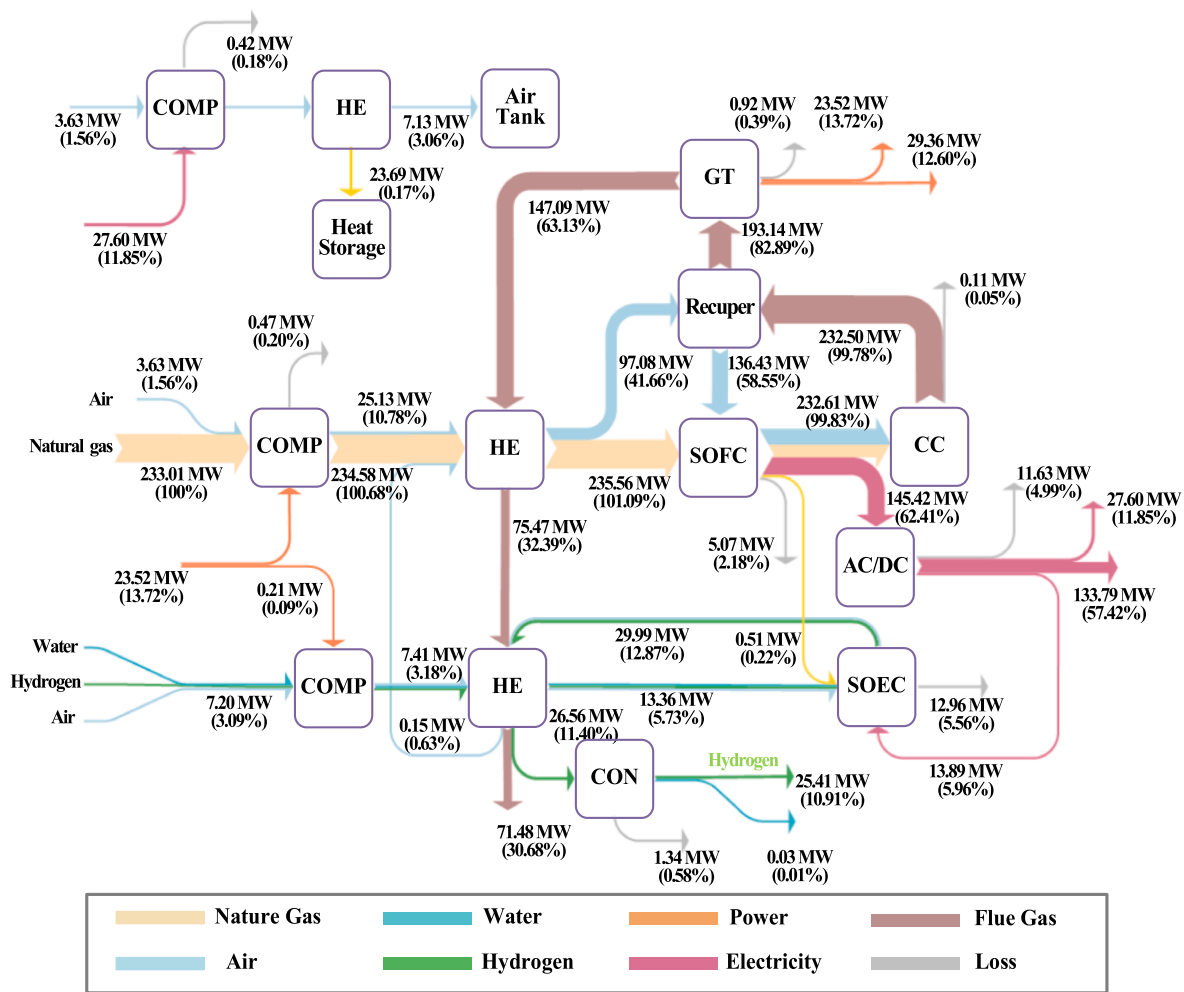 0.42 MW
(0.18%)
COMP
HE
Air
Tank
3.63 MW
(1.56%)
7.13 MW
(3.06%)
23.69 MW
(0.17%)
Heat
Storage
27.60 MW
(11.85%)
0.92 MW
(0.39%)
23.52 MW
(13.72%)
29.36 MW
(12.60%)
GT
147.09 MW
(63.13%)
193.14 MW
(82.89%)
Recuper
0.11 MW
(0.05%)
232.50 MW
(99.78%)
0.47 MW
(0.20%)
97.08 MW
(41.66%)
136.43 MW
(58.55%)
3.63 MW
(1.56%)
Air
25.13 MW
(10.78%)
232.61 MW
(99.83%)
Natural gas
COMP
HE
SOFC
CC
233.01 MW
(100%)
234.58 MW
(100.68%)
235.56 MW
(101.09%)
145.42 MW
(62.41%)
11.63 MW
(4.99%)
27.60 MW
(11.85%)
75.47 MW
(32.39%)
5.07 MW
(2.18%)
AC/DC
23.52 MW
(13.72%)
0.21 MW
(0.09%)
133.79 MW
(57.42%)
Water
29.99 MW
(12.87%)
0.51 MW
(0.22%)
7.41 MW
(3.18%)
Hydrogen
COMP
HE
SOEC
7.20 MW
(3.09%)
Air
13.36 MW
(5.73%)
12.96 MW
(5.56%)
0.15 MW
(0.63%)
26.56 MW
(11.40%)
Hydrogen
CON
25.41 MW
(10.91%)
13.89 MW
(5.96%)
71.48 MW
(30.68%)
1.34 MW
(0.58%)
0.03 MW
(0.01%)
Nature Gas
Water
Power
Flue Gas
Air
Hydrogen
Electricity
Loss